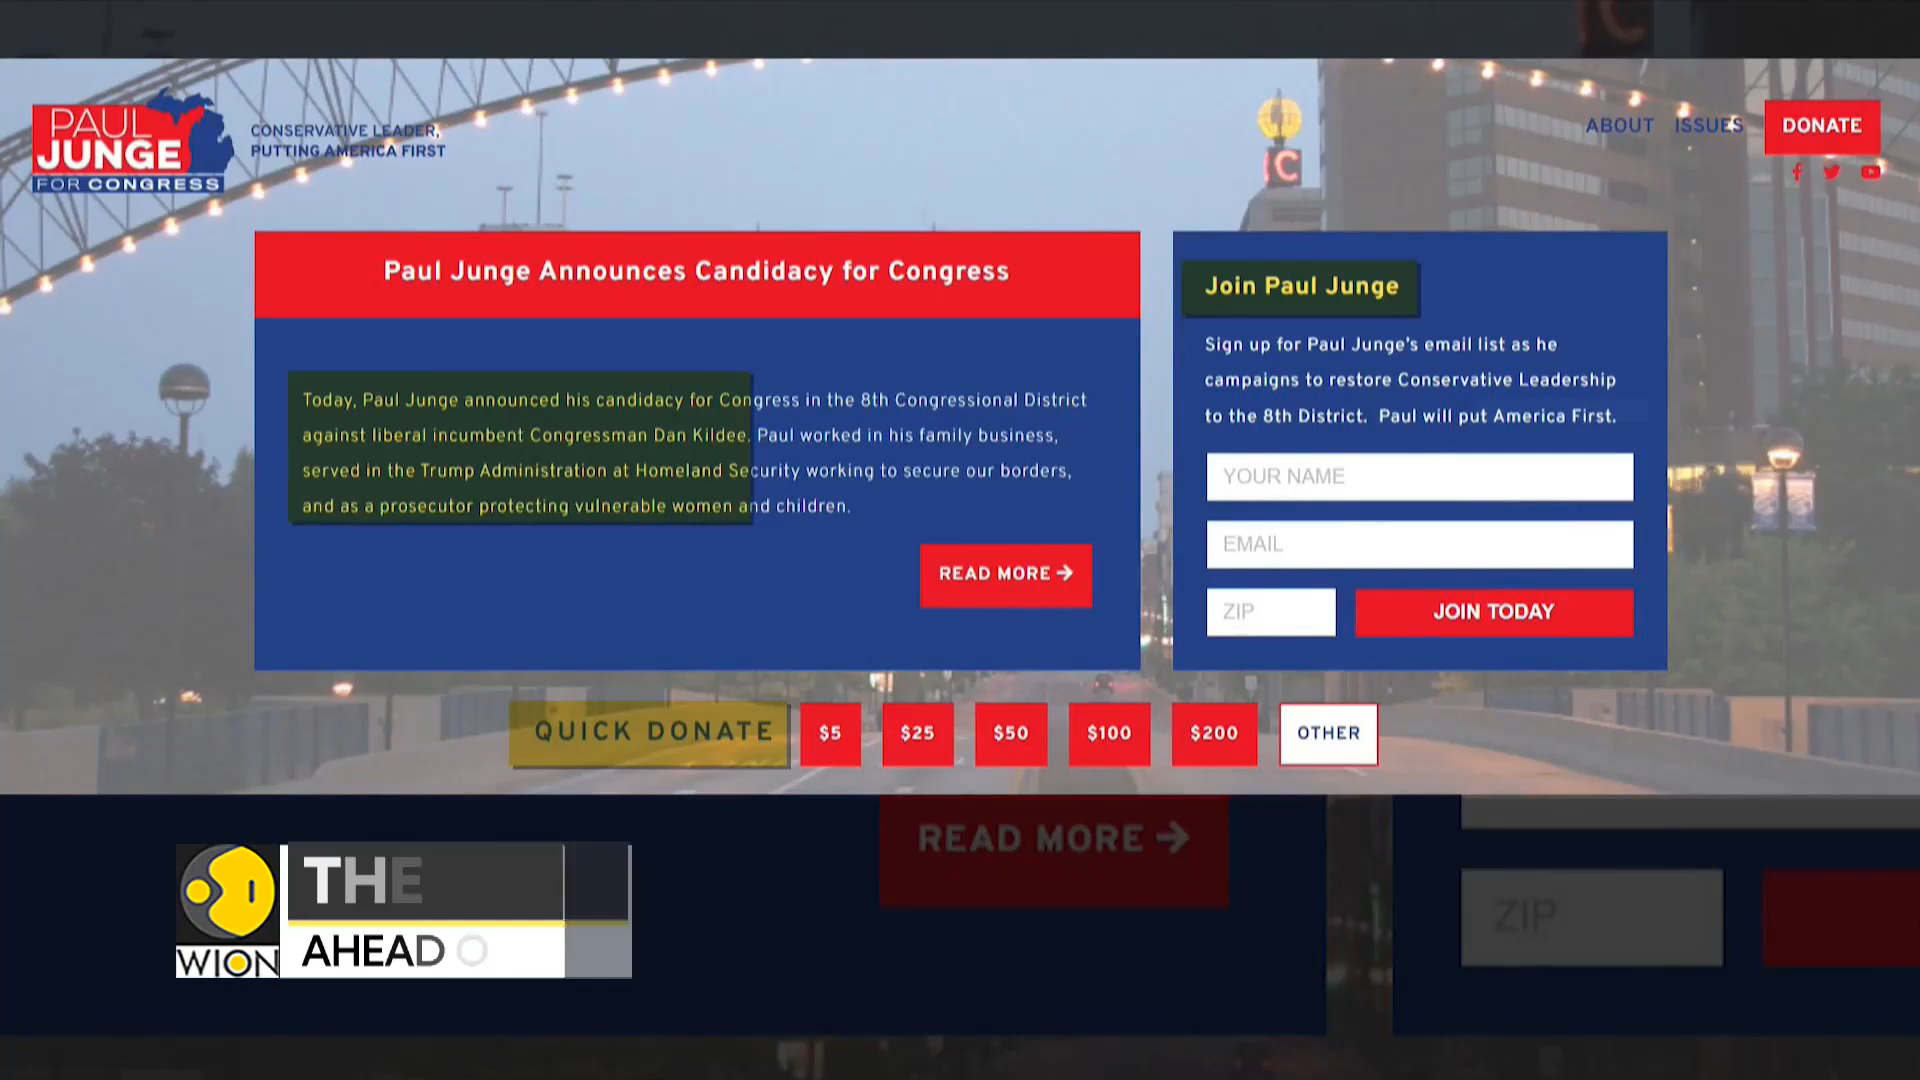 PAUL
JUNGE
FOR CONGRESS
CONSERVATIVE LEADER,
PUTTING AMERICA FIRST
ABOUT ISSUES DONATE
C
Paul Junge Announces Candidacy for Congress
Today, Paul Junge announced his candidacy for Congress in the 8th Congressional District
against liberal incumbent Congressman Dan Kildee. Paul worked in his family business,
served in the Trump Administration at Homeland Security working to secure our borders,
and as a prosecutor protecting vulnerable women and children.
READ MORE →
Join Paul Junge
Sign up for Paul Junge's email list as he
campaigns to restore Conservative Leadership
to the 8th District. Paul will put America First.
YOUR NAME
EMAIL
ZIP JOIN TODAY
QUICK DONATE $5 $25 $50 $100 $200 OTHER
READ MORE →
ZIP
WION
THE
AHEAD O